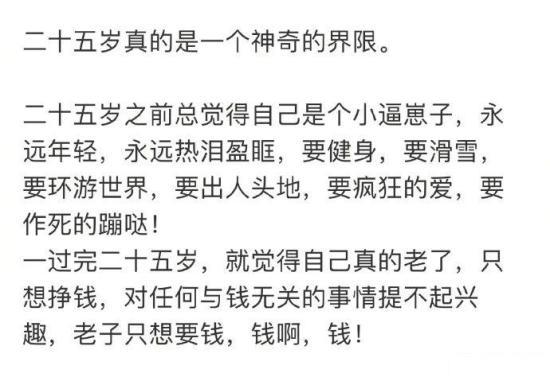 二十五岁真的是一个神奇的界限。
二十五岁之前总觉得自己是个小逼崽子，永
远年轻，永远热泪盈眶，要健身，要滑雪，
要环游世界，要出人头地，要疯狂的爱，要
作死的蹦哒！
一过完二十五岁，就觉得自己真的老了，只
想挣钱，对任何与钱无关的事情提不起兴
趣，老子只想要钱，钱啊，钱！